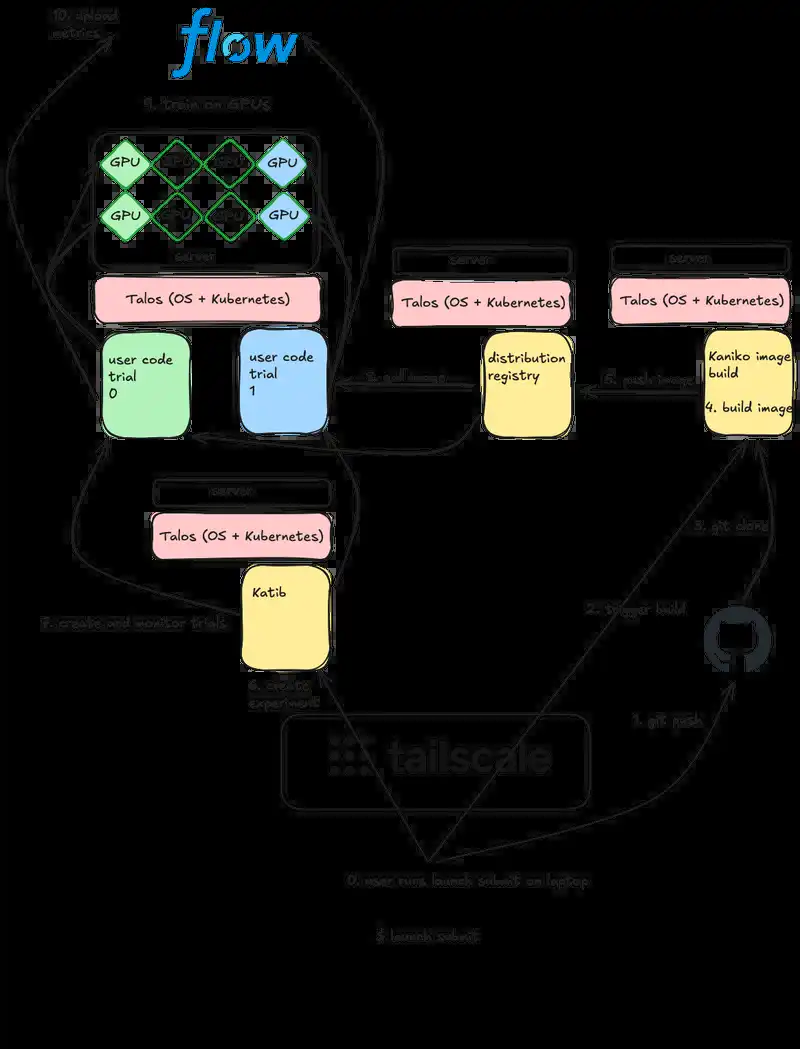 10. upload
metrics
flow
9. train on GPUs
GPU GPU GPU GPU
GPU GPU GPU GPU
server
server
server
Talos (OS + Kubernetes)
Talos (OS + Kubernetes)
Talos (OS + Kubernetes)
user code
trial
0
user code
trial
1
distribution
registry
5. push image
Kaniko image
build
4. build image
server
Talos (OS + Kubernetes)
3. git clone
Katib
2. trigger build
7. create and monitor trials
6. create
experiment
1. git push
tailscale
0. user runs launch submit on laptop
$ launch submit